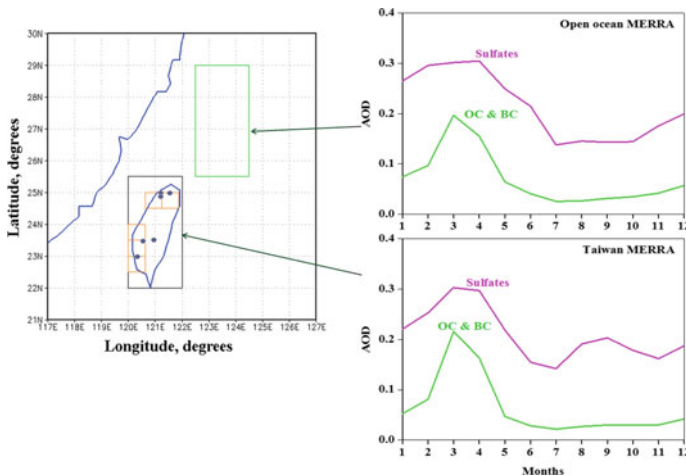 30N
29N
28N
27N
26N
25N
24N
23N
22N
21N
117E 118E 119E 120E 121E 122E 123E 124E 125E 126E 127E
Latitude, degrees
Longitude, degrees
0.4
0.3
0.2
0.1
0.0
AOD
Open ocean MERRA
Sulfates
OC & BC
1 2 3 4 5 6 7 8 9 10 11 12
0.4
0.3
0.2
0.1
0.0
AOD
Taiwan MERRA
Sulfates
OC & BC
1 2 3 4 5 6 7 8 9 10 11 12
Months